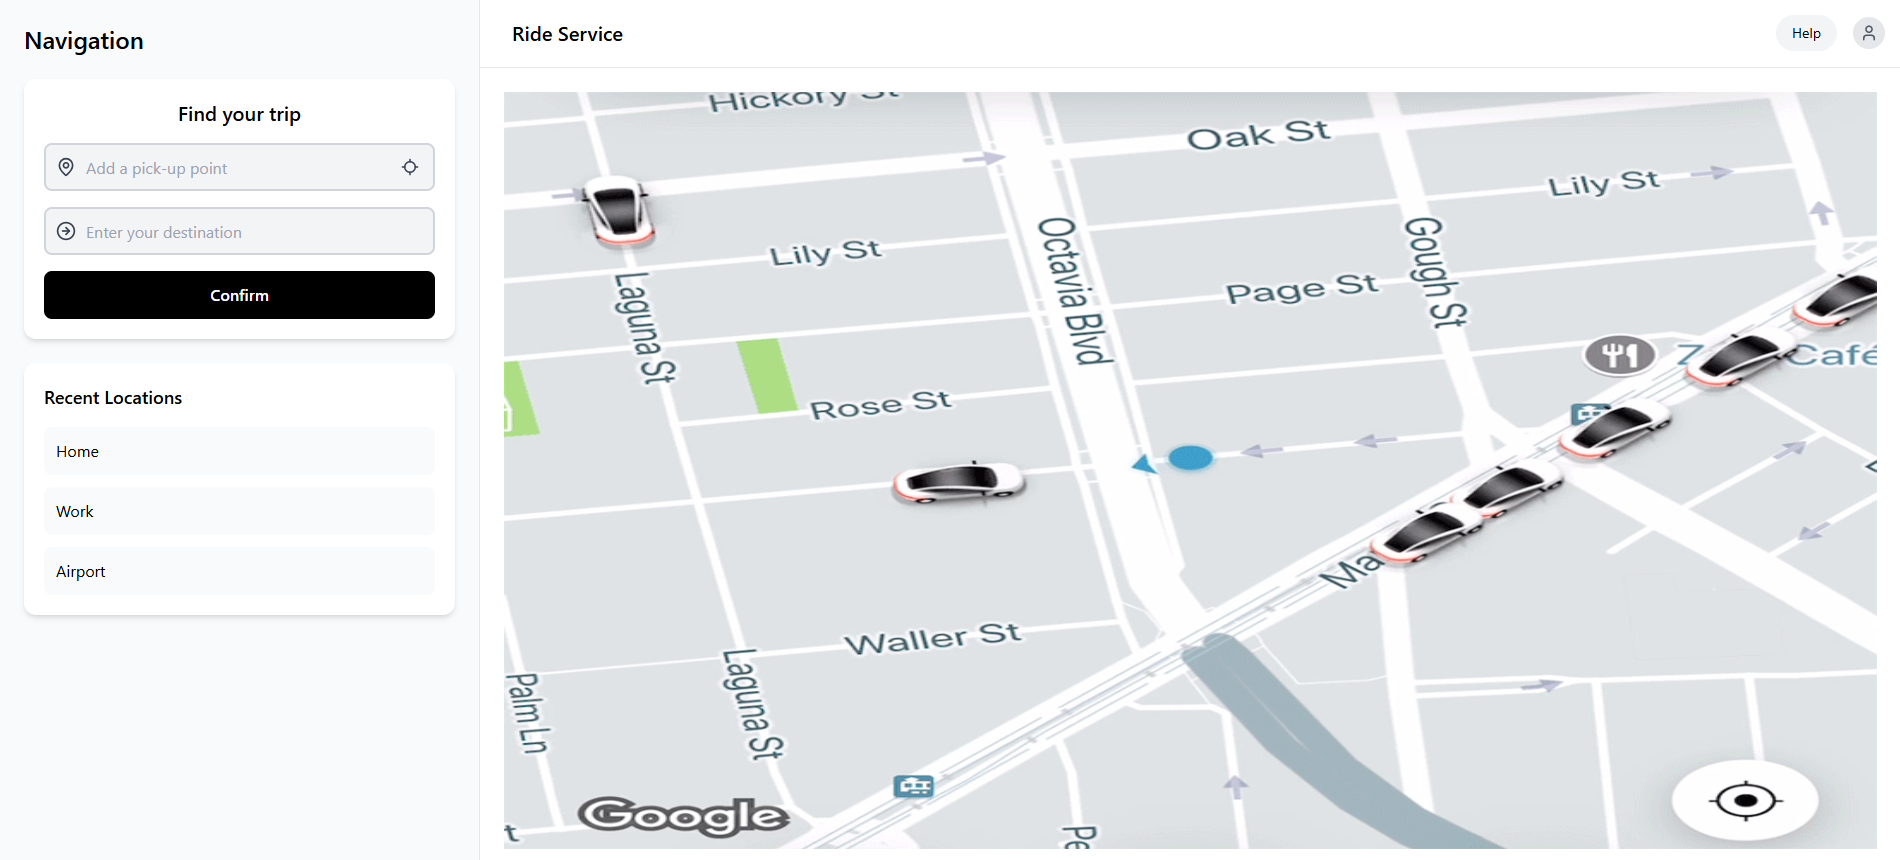 Navigation
Find your trip
Add a pick-up point
Enter your destination
Confirm
Recent Locations
Home
Work
Airport
Ride Service
Help
Hickory St
Oak St
Lily St
Lily St
Octavia Blvd
Gough St
Page St
Laguna St
Café
Rose St
Waller St
Laguna St
Palm Ln
Google